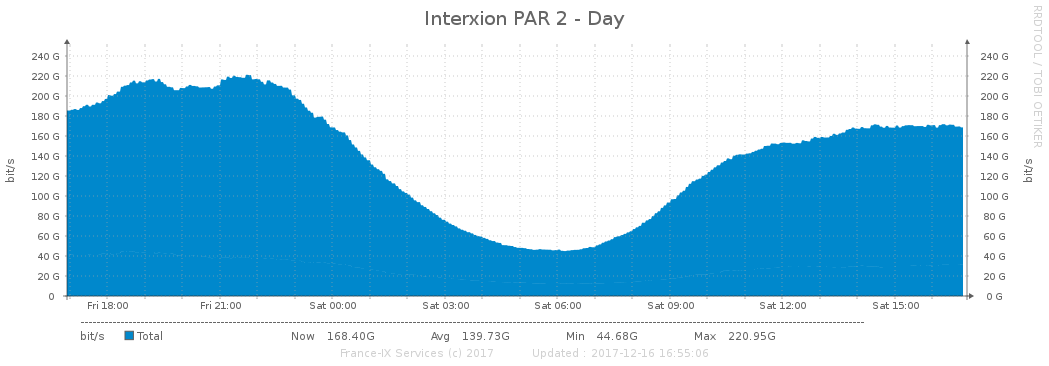 Interxion PAR 2 - Day
RRDTOOL / TOBI OETIKER
bit/s
240 G 240 G
220 G 220 G
200 G 200 G
180 G 180 G
160 G 160 G
140 G 140 G
120 G 120 G
100 G 100 G
80 G 80 G
60 G 60 G
40 G 40 G
20 G 20 G
0 0 G
bit/s
Fri 18:00 Fri 21:00 Sat 00:00 Sat 03:00 Sat 06:00 Sat 09:00 Sat 12:00 Sat 15:00
bit/s Total Now 168.40G Avg 139.73G Min 44.68G Max 220.95G
France-IX Services (c) 2017 Updated : 2017-12-16 16:55:06